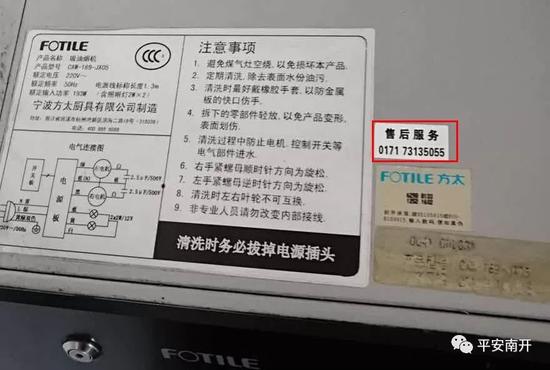 FOTILE
产品名称:吸油烟机
产品型号:CXW-189-JX05
额定电压:220V~
额定频率:50Hz
电源线标称长度:1.3m
额定输入功率:193W (含照明灯2W×2)
宁波方太厨具有限公司制造
电气连接图
注意事项
1. 避免煤气灶空烧,以免损坏本产品。
2. 定期清洗,除去表面水份油污。
3. 清洗时最好戴橡胶手套,以防金属
板的快口伤手。
4. 拆下的零部件轻放,以免产品变形,
表面划伤。
5. 清洗过程中防止电机、控制开关等
电气部件进水。
6. 右手紧螺母顺时针方向为旋松。
7. 左手紧螺母逆时针方向为旋松。
8. 清洗时左右叶轮不可互换。
9. 非专业人员请勿改变内部接线。
清洗时务必拔掉电源插头
售后服务
0171 73135055
FOTILE 方太
FOTILE
平安南开